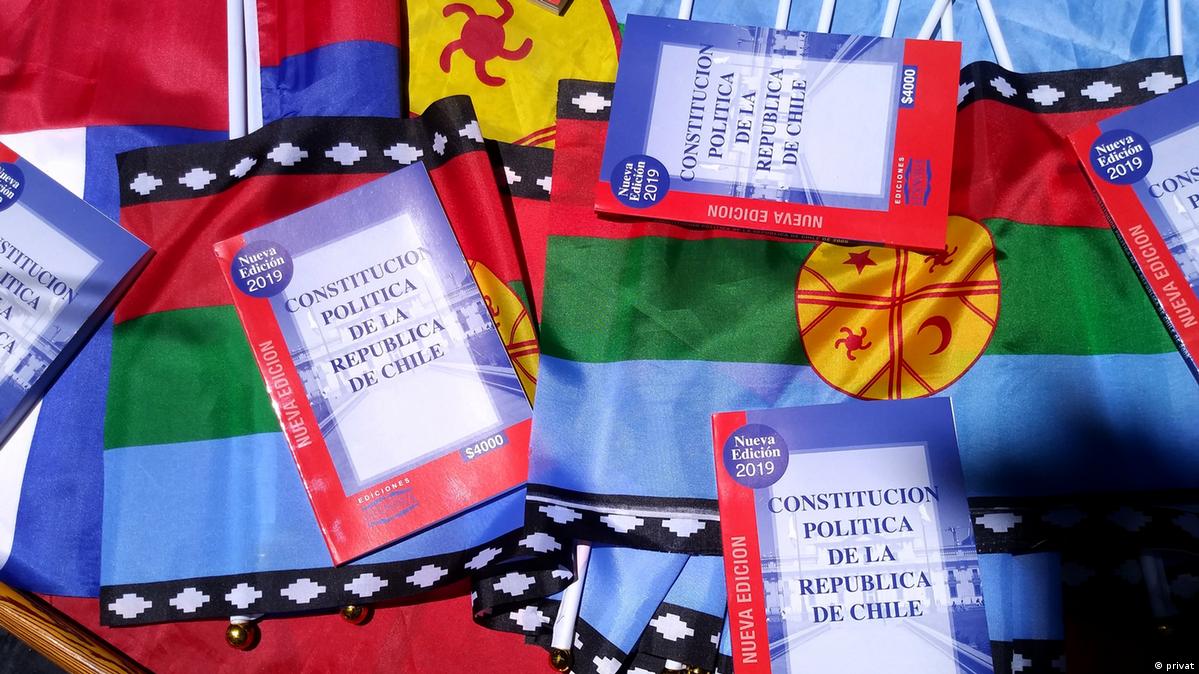 Nueva
Edición
2019
CONSTITUCION
POLITICA
DE LA
REPUBLICA
DE CHILE
NUEVA EDICION
$4000
EDICIONES
Nueva
Edición
2019
CONSTITUCION
POLITICA
DE LA
REPUBLICA
DE CHILE
NUEVA EDICION
$4000
EDICIONES
Nueva
Edición
2019
CONSTITUCION
POLITICA
DE LA
REPUBLICA
DE CHILE
NUEVA EDICION
Nueva
Edición
2019
NUEVA EDICION
© privat